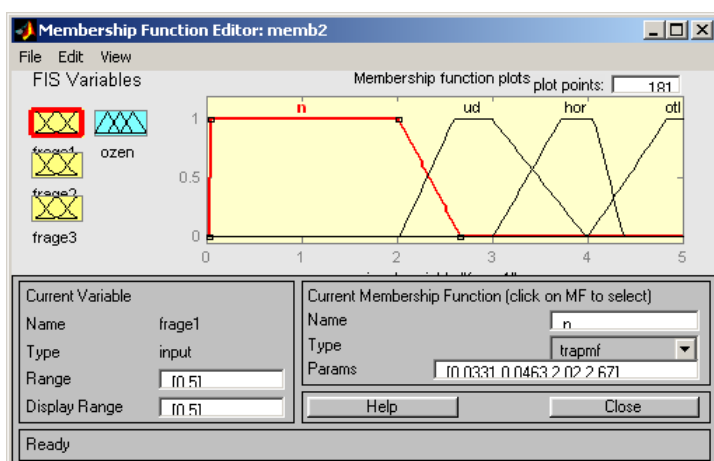 Membership Function Editor: memb2
File Edit View
FIS Variables
Membership function plots
plot points: 181
frage1
ozen
frage2
frage3
n
ud
hor
otl
1
0.5
0
0 1 2 3 4 5
Current Variable
Name frage1
Type input
Range [0 5]
Display Range [0 5]
Current Membership Function (click on MF to select)
Name n
Type trapmf
Params [0.0331 0.0463 2.02 2.67]
Help
Close
Ready